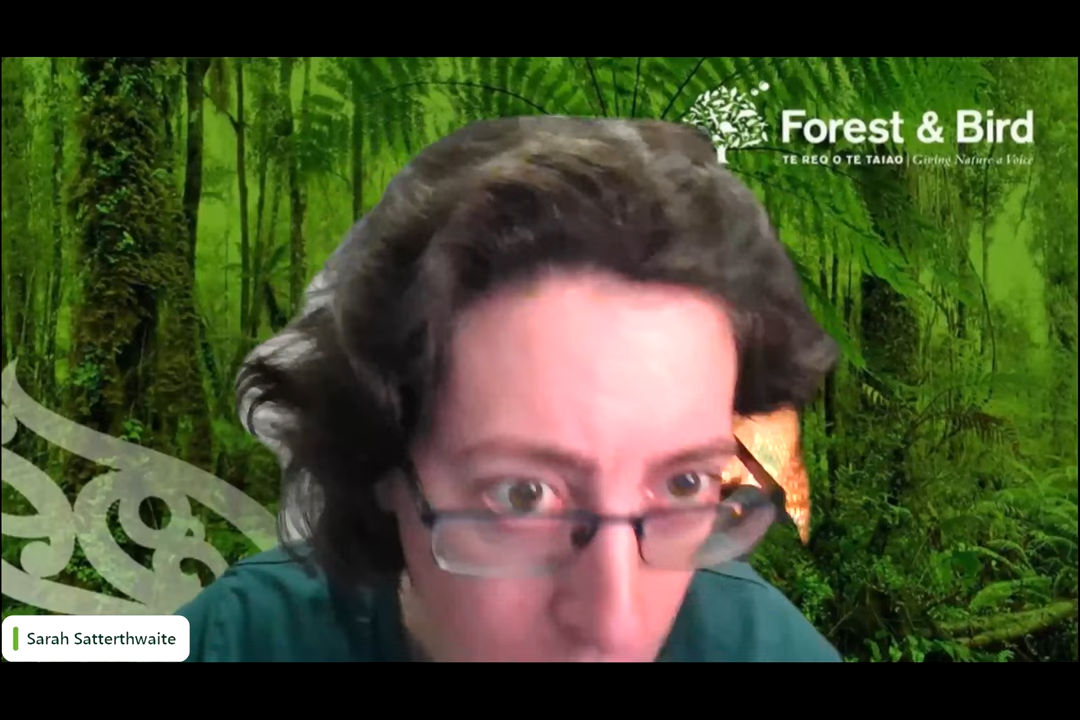 Forest & Bird
TE REO O TE TAIAO | Giving Nature a Voice
Sarah Satterthwaite